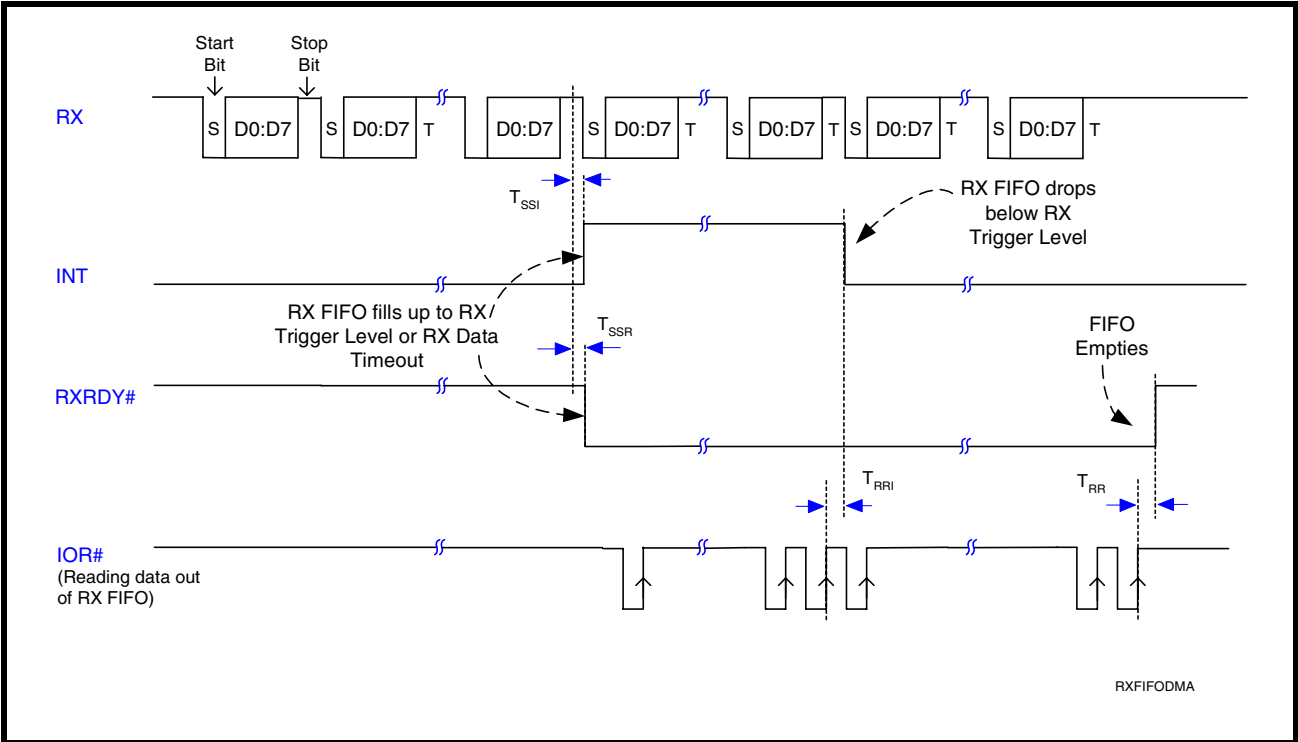 Start
Bit
Stop
Bit
RX
S D0:D7 S D0:D7 T D0:D7 S D0:D7 T S D0:D7 T S D0:D7 T S D0:D7 T
TSSI
RX FIFO drops
below RX
Trigger Level
INT
RX FIFO fills up to RX
Trigger Level or RX Data
Timeout
TSSR
FIFO
Empties
RXRDY#
TRRI
TRR
IOR#
(Reading data out
of RX FIFO)
RXFIFODMA